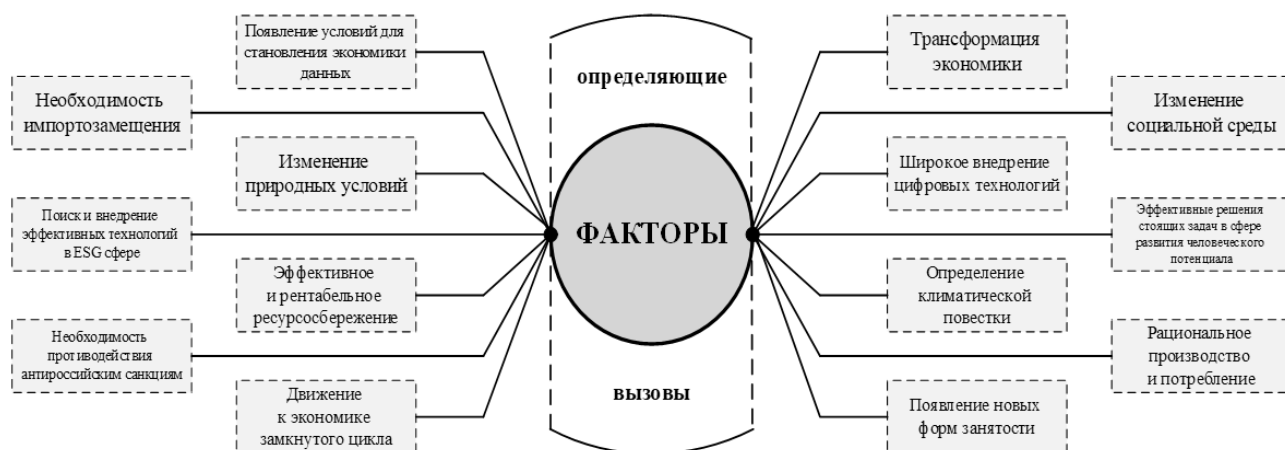 Появление условий для
становления экономики
данных
Необходимость
импортозамещения
Изменение
природных условий
Поиск и внедрение
эффективных технологий
в ESG сфере
Эффективное
и рентабельное
ресурсосбережение
Необходимость
противодействия
антироссийским санкциям
Движение
к экономике
замкнутого цикла
определяющие
ФАКТОРЫ
вызовы
Трансформация
экономики
Изменение
социальной среды
Широкое внедрение
цифровых технологий
Эффективные решения
стоящих задач в сфере
развития человеческого
потенциала
Определение
климатической
повестки
Рациональное
производство
и потребление
Появление новых
форм занятости